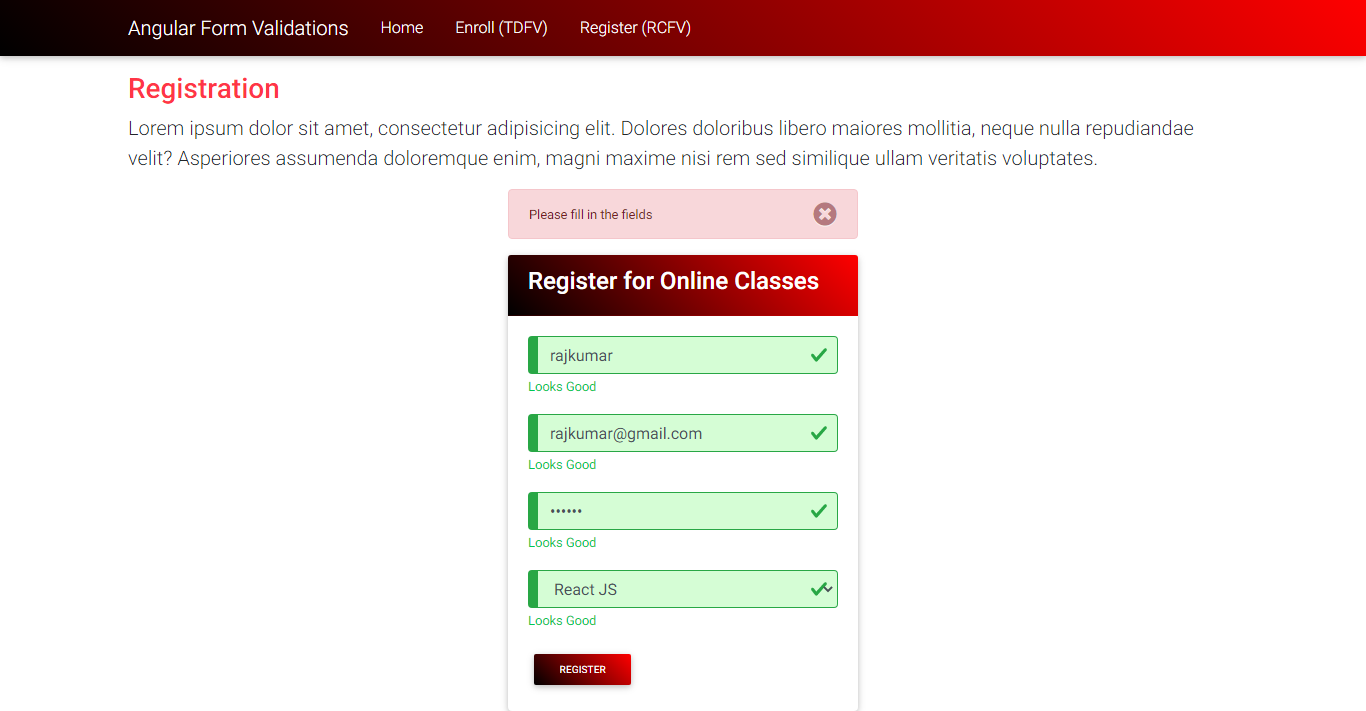 Angular Form Validations Home Enroll (TDFV) Register (RCFV)
Registration
Lorem ipsum dolor sit amet, consectetur adipisicing elit. Dolores doloribus libero maiores mollitia, neque nulla repudiandae
velit? Asperiores assumenda doloremque enim, magni maxime nisi rem sed similique ullam veritatis voluptates.
Please fill in the fields
Register for Online Classes
rajkumar
Looks Good
rajkumar@gmail.com
Looks Good
••••••
Looks Good
React JS
Looks Good
REGISTER